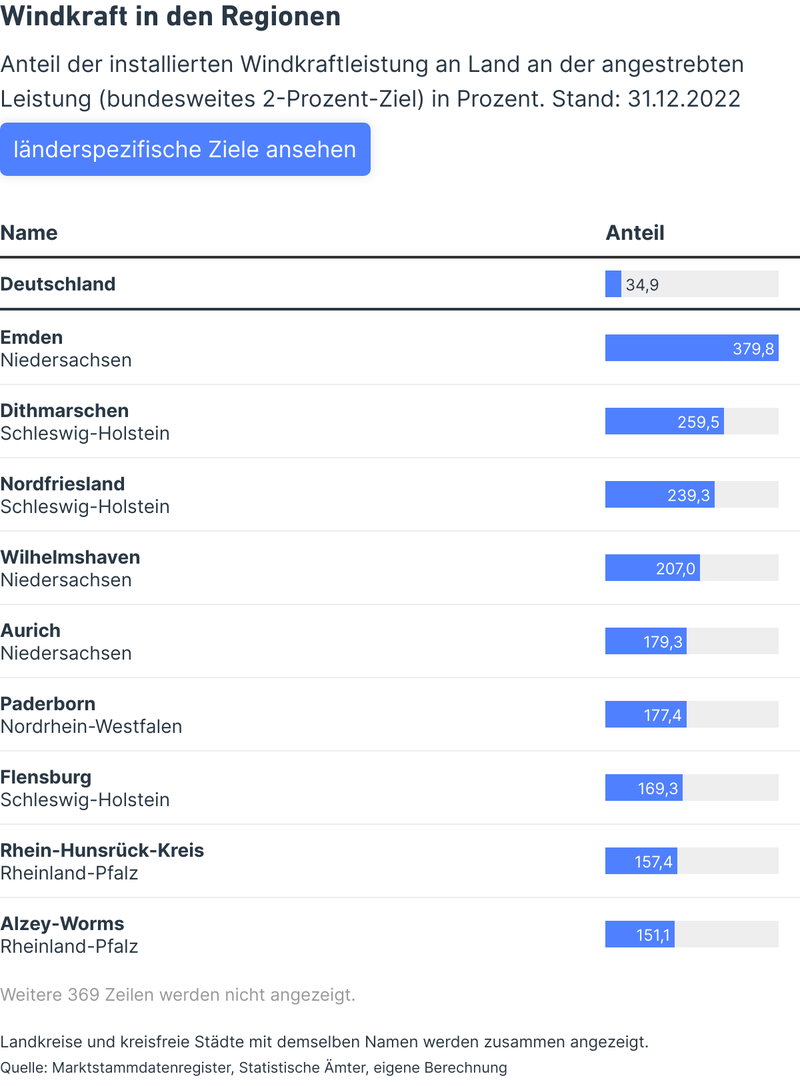 Windkraft in den Regionen
Anteil der installierten Windkraftleistung an Land an der angestrebten
Leistung (bundesweites 2-Prozent-Ziel) in Prozent. Stand: 31.12.2022
länderspezifische Ziele ansehen
Name Anteil
Deutschland 34,9
Emden
Niedersachsen 379,8
Dithmarschen
Schleswig-Holstein 259,5
Nordfriesland
Schleswig-Holstein 239,3
Wilhelmshaven
Niedersachsen 207,0
Aurich
Niedersachsen 179,3
Paderborn
Nordrhein-Westfalen 177,4
Flensburg
Schleswig-Holstein 169,3
Rhein-Hunsrück-Kreis
Rheinland-Pfalz 157,4
Alzey-Worms
Rheinland-Pfalz 151,1
Weitere 369 Zeilen werden nicht angezeigt.
Landkreise und kreisfreie Städte mit demselben Namen werden zusammen angezeigt.
Quelle: Marktstammdatenregister, Statistische Ämter, eigene Berechnung